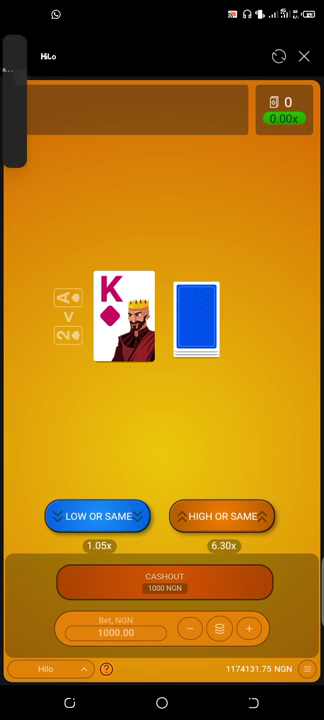 Hilo
0
0.00x
2 < A
K
LOW OR SAME
HIGH OR SAME
1.05x
6.30x
CASHOUT
1000 NGN
Bet, NGN
1000.00
Hilo
?
1174131.75 NGN